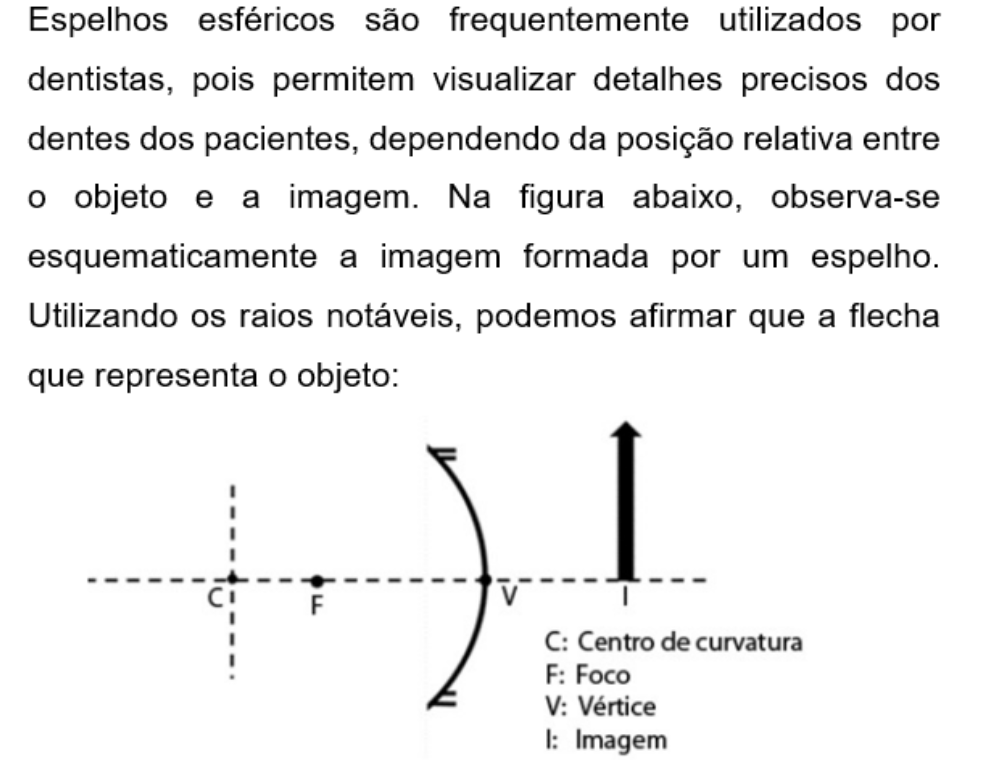 Espelhos esféricos são frequentemente utilizados por
dentistas, pois permitem visualizar detalhes precisos dos
dentes dos pacientes, dependendo da posição relativa entre
o objeto e a imagem. Na figura abaixo, observa-se
esquematicamente a imagem formada por um espelho.
Utilizando os raios notáveis, podemos afirmar que a flecha
que representa o objeto:
C F V I
C: Centro de curvatura
F: Foco
V: Vértice
I: Imagem